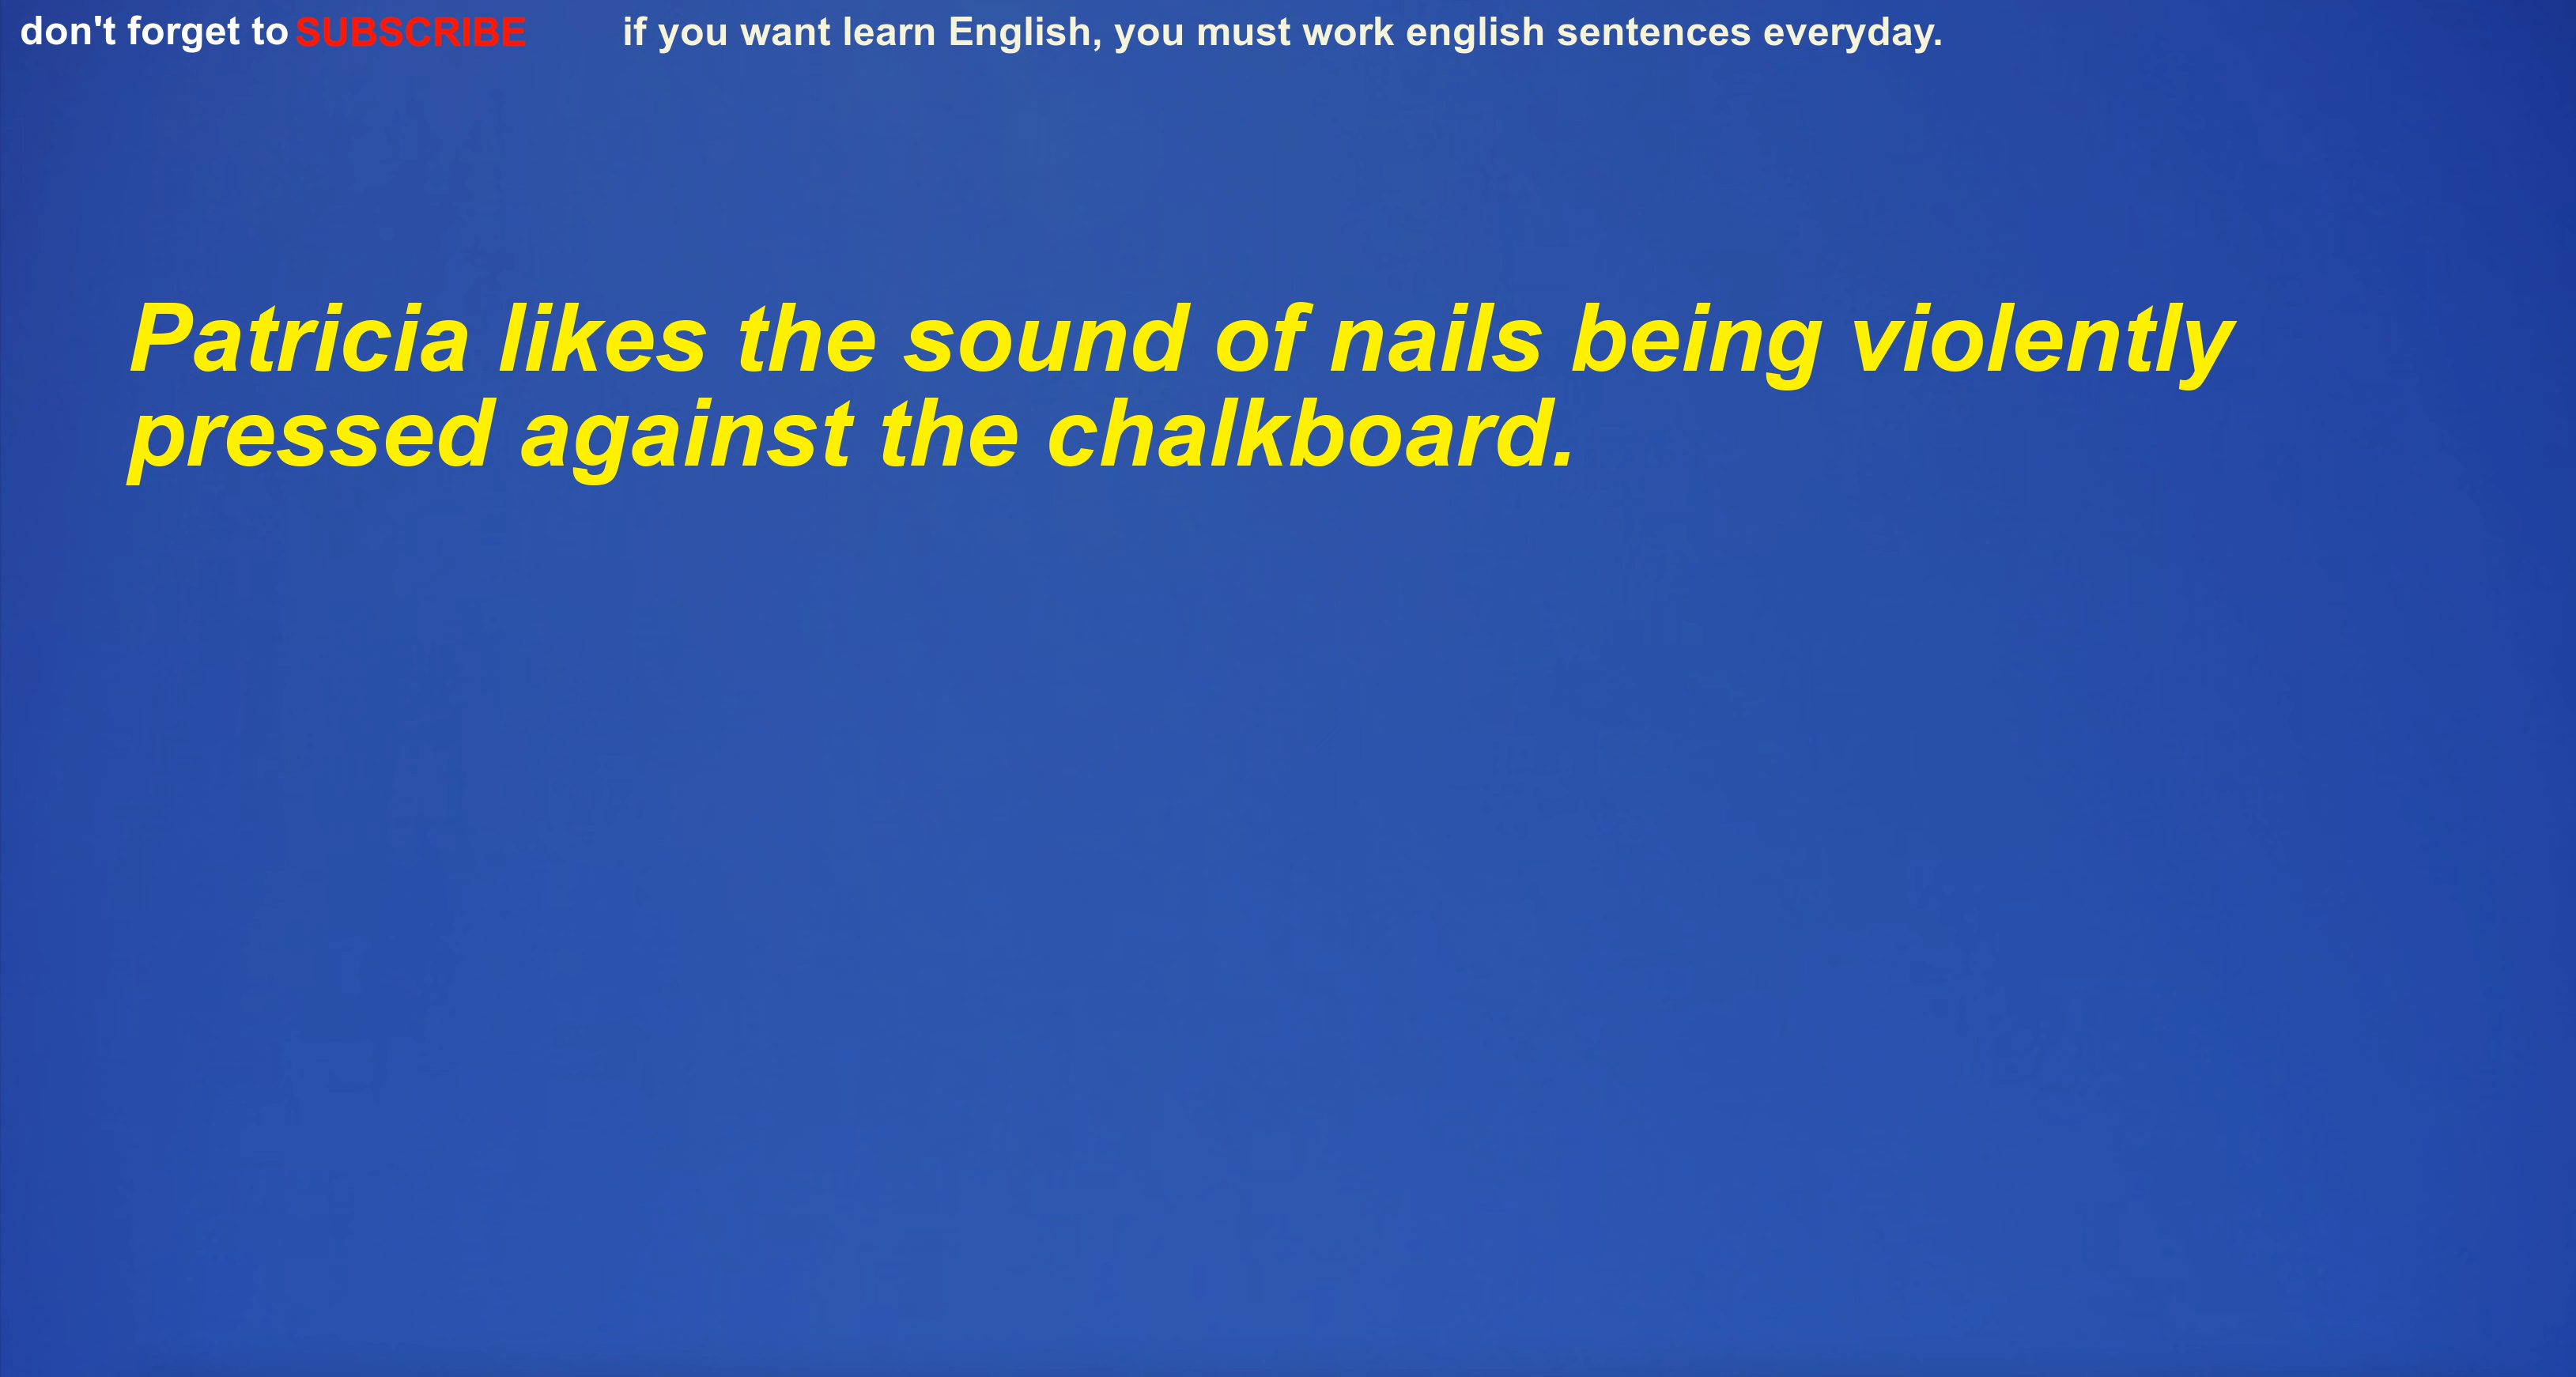 don't forget to SUBSCRIBE if you want learn English, you must work english sentences everyday.
Patricia likes the sound of nails being violently
pressed against the chalkboard.